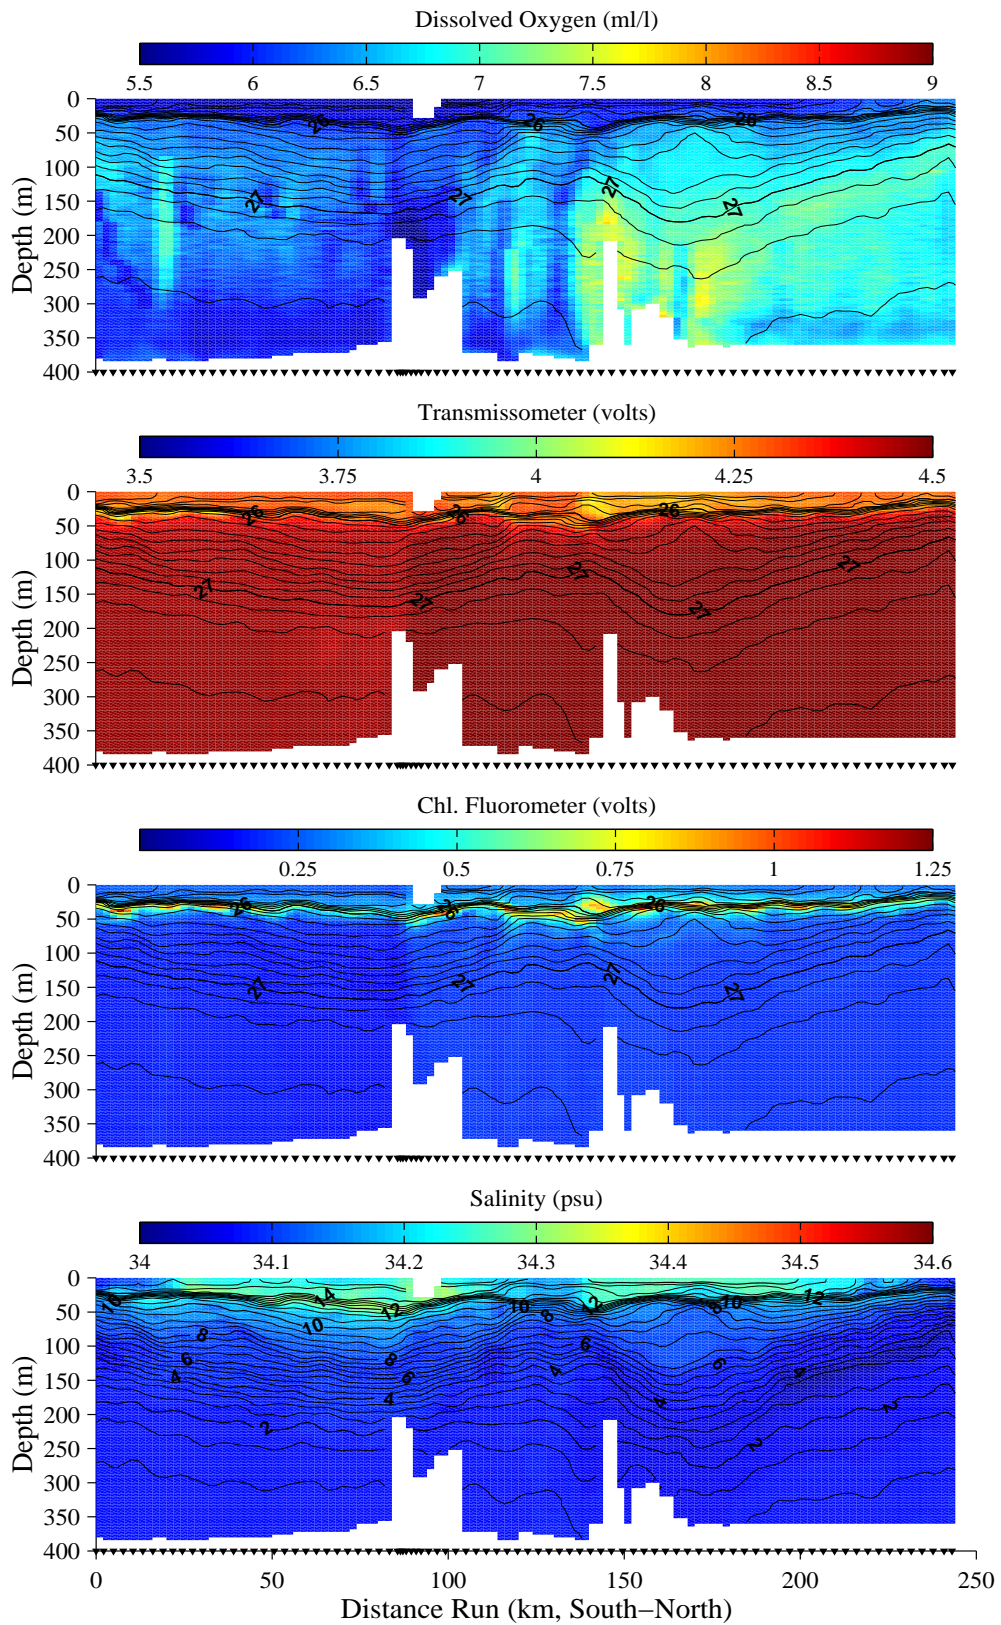 Dissolved Oxygen (ml/l)
5.5 6 6.5 7 7.5 8 8.5 9
0
26 26 26
50
100
27 27 27 27
150
200
250
300
350
400
Depth (m)
Transmissometer (volts)
3.5 3.75 4 4.25 4.5
0
26 26 26
50
100
27 27 27 27 27
150
200
250
300
350
400
Depth (m)
Chl. Fluorometer (volts)
0.25 0.5 0.75 1 1.25
0
26 26 26
50
100
27 27 27 27
150
200
250
300
350
400
Depth (m)
Salinity (psu)
34 34.1 34.2 34.3 34.4 34.5 34.6
0
14 12 10 12 10 12
50
8 10 8 6
100
6 8 6 4
150
4 4 4 4
200
2 2 2
250
300
350
400
Depth (m)
0 50 100 150 200 250
Distance Run (km, South−North)